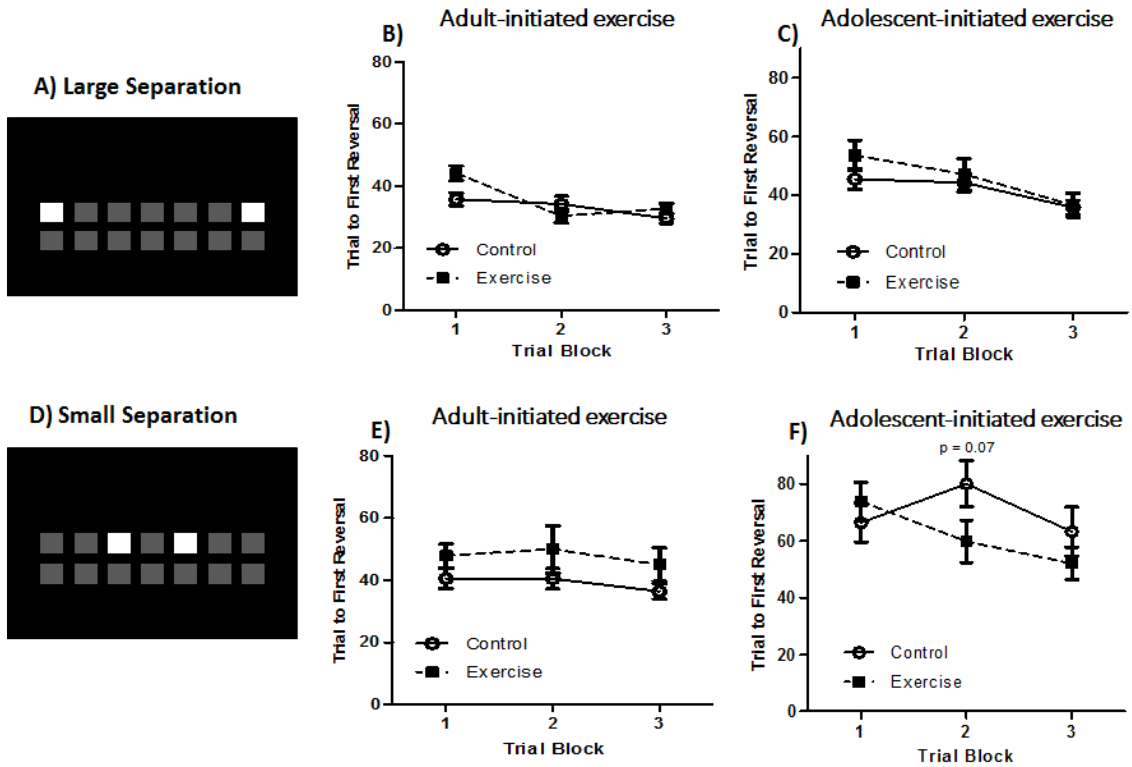 A) Large Separation
B)
Adult-initiated exercise
Trial to First Reversal
80
60
40
20
0
Control
Exercise
1 2 3
Trial Block
C)
Adolescent-initiated exercise
Trial to First Reversal
80
60
40
20
0
Control
Exercise
1 2 3
Trial Block
D) Small Separation
E)
Adult-initiated exercise
Trial to First Reversal
80
60
40
20
0
Control
Exercise
1 2 3
Trial Block
F)
Adolescent-initiated exercise
p = 0.07
Trial to First Reversal
80
60
40
20
0
Control
Exercise
1 2 3
Trial Block